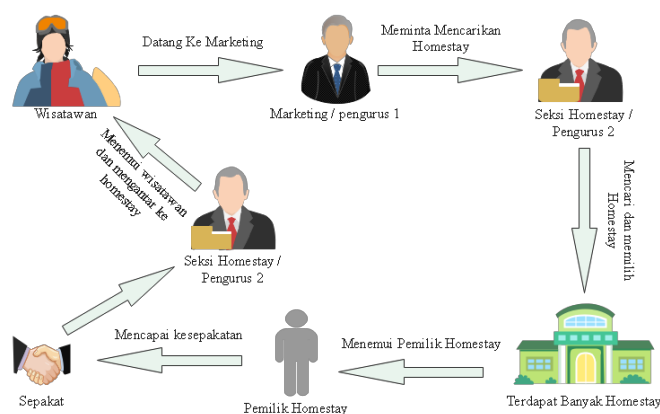 Datang Ke Marketing
Meminta Mencarikan
Homestay
Wisatawan
Marketing / pengurus 1
Seksi Homestay /
Pengurus 2
Menemui wisatawan
dan mengantar ke
homestay
Mencari dan memilih
Homestay
Seksi Homestay /
Pengurus 2
Mencapai kesepakatan
Menemui Pemilik Homestay
Sepakat
Pemilik Homestay
Terdapat Banyak Homestay